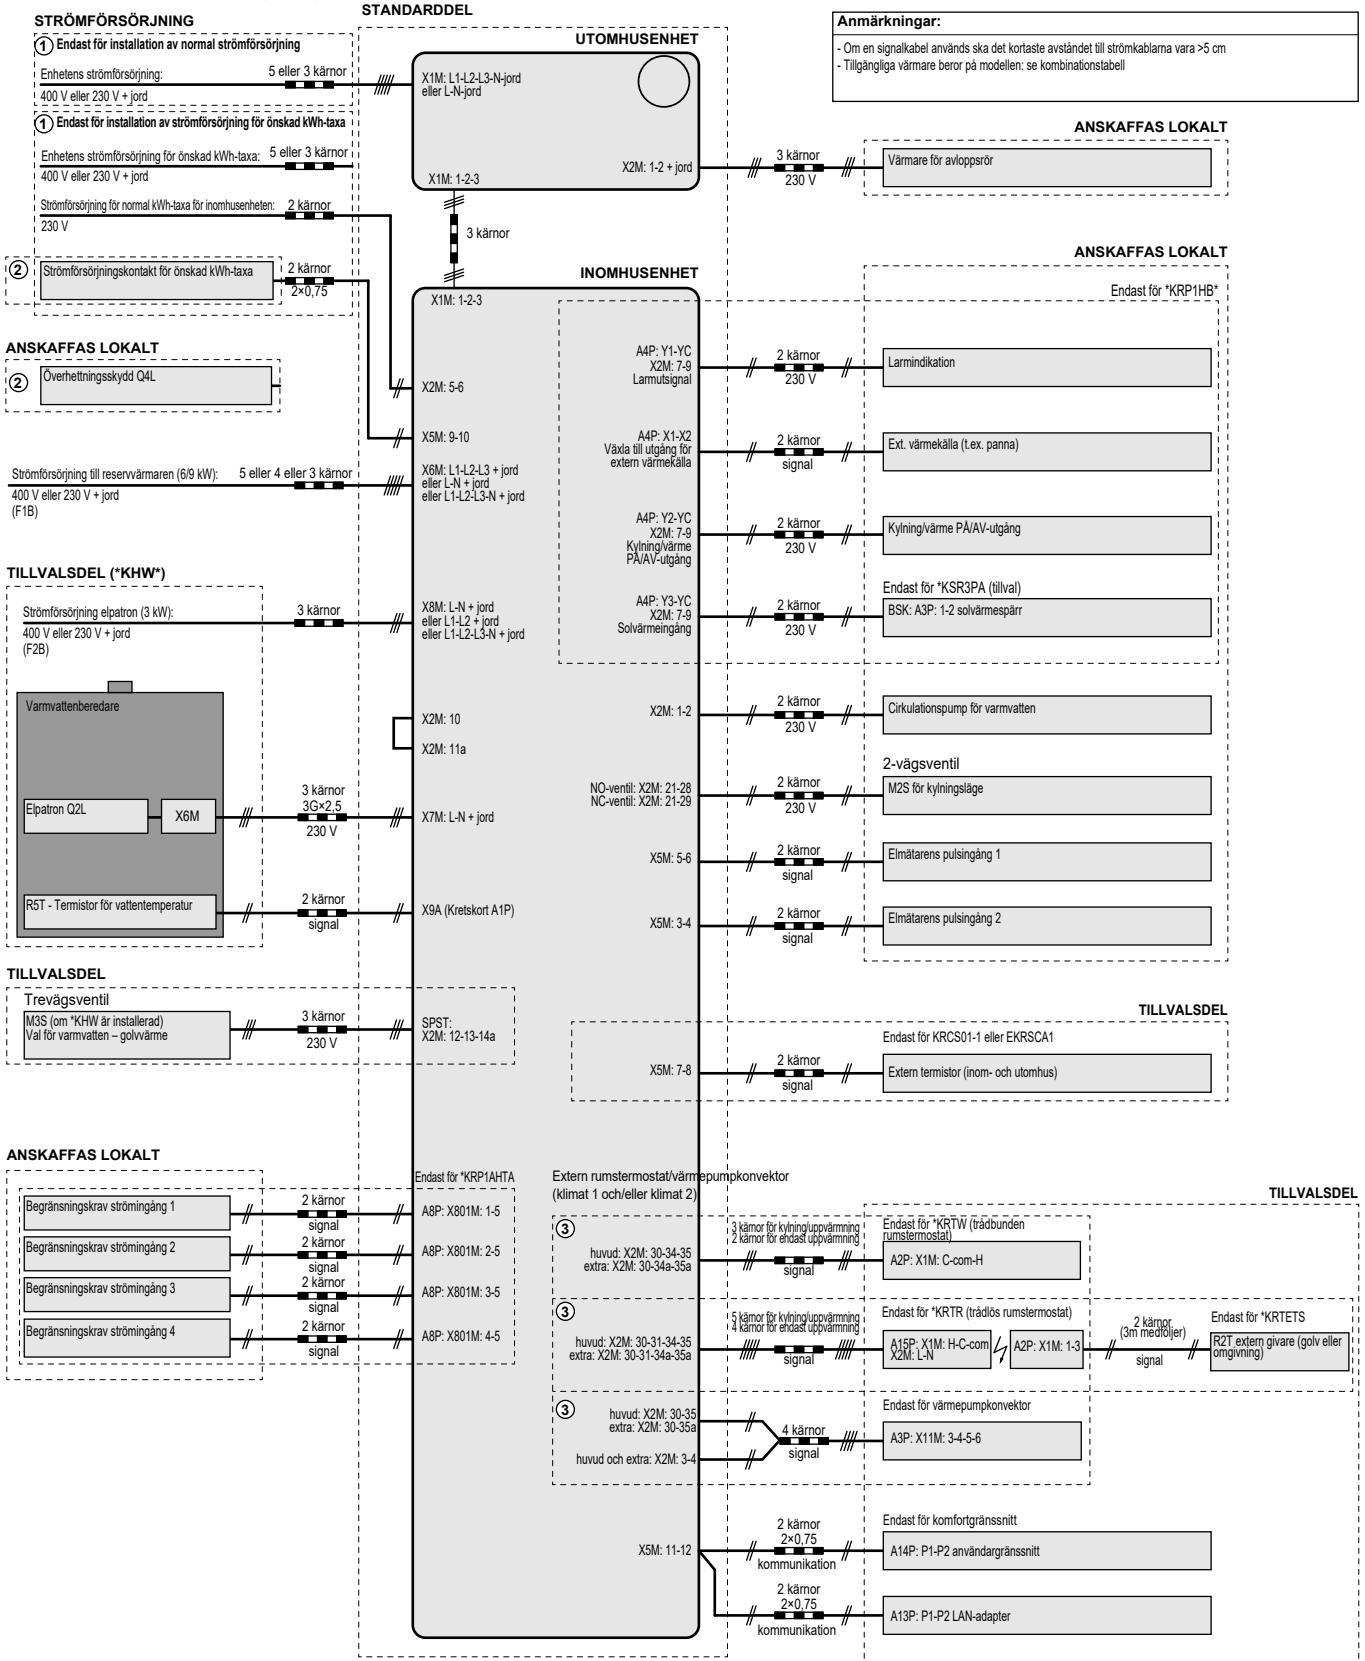 STRÖMFÖRSÖRJNING
① Endast för installation av normal strömförsörjning
Enhetens strömförsörjning:
5 eller 3 kärnor
400 V eller 230 V + jord
① Endast för installation av strömförsörjning för önskad kWh-taxa
Enhetens strömförsörjning för önskad kWh-taxa:
5 eller 3 kärnor
400 V eller 230 V + jord
Strömförsörjning för normal kWh-taxa för inomhusenheten:
2 kärnor
230 V
②
Strömförsörjningskontakt för önskad kWh-taxa
2 kärnor
2×0,75
ANSKAFFAS LOKALT
②
Överhettningsskydd Q4L
Strömförsörjning till reservvärmaren (6/9 kW):
5 eller 4 eller 3 kärnor
400 V eller 230 V + jord
(F1B)
TILLVALSDEL (*KHW*)
Strömförsörjning elpatron (3 kW):
3 kärnor
400 V eller 230 V + jord
(F2B)
Varmvattenberedare
Elpatron Q2L
X6M
3 kärnor
3G×2,5
230 V
R5T - Termistor för vattentemperatur
2 kärnor
signal
TILLVALSDEL
Trevägsventil
M3S (om *KHW är installerad)
Val för varmvatten – golvvärme
3 kärnor
230 V
ANSKAFFAS LOKALT
Begränsningskrav strömingång 1
2 kärnor
signal
Begränsningskrav strömingång 2
2 kärnor
signal
Begränsningskrav strömingång 3
2 kärnor
signal
Begränsningskrav strömingång 4
2 kärnor
signal
STANDARDDEL
UTOMHUSENHET
X1M: L1-L2-L3-N-jord
eller L-N-jord
X2M: 1-2 + jord
X1M: 1-2-3
3 kärnor
INOMHUSENHET
X1M: 1-2-3
X2M: 5-6
X5M: 9-10
X6M: L1-L2-L3 + jord
eller L-N + jord
eller L1-L2-L3-N + jord
X8M: L-N + jord
eller L1-L2 + jord
eller L1-L2-L3-N + jord
X2M: 10
X2M: 11a
X7M: L-N + jord
X9A (Kretskort A1P)
SPST:
X2M: 12-13-14a
Endast för *KRP1AHTA
A8P: X801M: 1-5
A8P: X801M: 2-5
A8P: X801M: 3-5
A8P: X801M: 4-5
Anmärkningar:
- Om en signalkabel används ska det kortaste avståndet till strömkablarna vara >5 cm
- Tillgängliga värmare beror på modellen: se kombinationstabell
ANSKAFFAS LOKALT
3 kärnor
230 V
Värmare för avloppsrör
ANSKAFFAS LOKALT
Endast för *KRP1HB*
A4P: Y1-YC
X2M: 7-9
Larmutsignal
2 kärnor
230 V
Larmindikation
A4P: X1-X2
Växla till utgång för
extern värmekälla
2 kärnor
signal
Ext. värmekälla (t.ex. panna)
A4P: Y2-YC
X2M: 7-9
Kylning/värme
PÅ/AV-utgång
2 kärnor
230 V
Kylning/värme PÅ/AV-utgång
A4P: Y3-YC
X2M: 7-9
Solvärmeingång
2 kärnor
230 V
Endast för *KSR3PA (tillval)
BSK: A3P: 1-2 solvärmespärr
X2M: 1-2
2 kärnor
230 V
Cirkulationspump för varmvatten
2-vägsventil
NO-ventil: X2M: 21-28
NC-ventil: X2M: 21-29
2 kärnor
230 V
M2S för kylningsläge
X5M: 5-6
2 kärnor
signal
Elmätarens pulsingång 1
X5M: 3-4
2 kärnor
signal
Elmätarens pulsingång 2
TILLVALSDEL
Endast för KRCS01-1 eller EKRSCA1
X5M: 7-8
2 kärnor
signal
Extern termistor (inom- och utomhus)
Extern rumstermostat/värmepumpkonvektor
(klimat 1 och/eller klimat 2)
TILLVALSDEL
③
huvud: X2M: 30-34-35
extra: X2M: 30-34a-35a
3 kärnor för kylning/uppvärmning
2 kärnor för endast uppvärmning
signal
Endast för *KRTW (trådbunden
rumstermostat)
A2P: X1M: C-com-H
③
huvud: X2M: 30-31-34-35
extra: X2M: 30-31-34a-35a
5 kärnor för kylning/uppvärmning
4 kärnor för endast uppvärmning
signal
Endast för *KRTR (trådlös rumstermostat)
A15P: X1M: H-C-com
X2M: L-N
A2P: X1M: 1-3
2 kärnor
(3m medföljer)
signal
Endast för *KRTETS
R2T extern givare (golv eller
omgivning)
③
huvud: X2M: 30-35
extra: X2M: 30-35a
huvud och extra: X2M: 3-4
4 kärnor
signal
Endast för värmepumpkonvektor
A3P: X11M: 3-4-5-6
X5M: 11-12
2 kärnor
2×0,75
kommunikation
Endast för komfortgränssnitt
A14P: P1-P2 användargränssnitt
2 kärnor
2×0,75
kommunikation
A13P: P1-P2 LAN-adapter